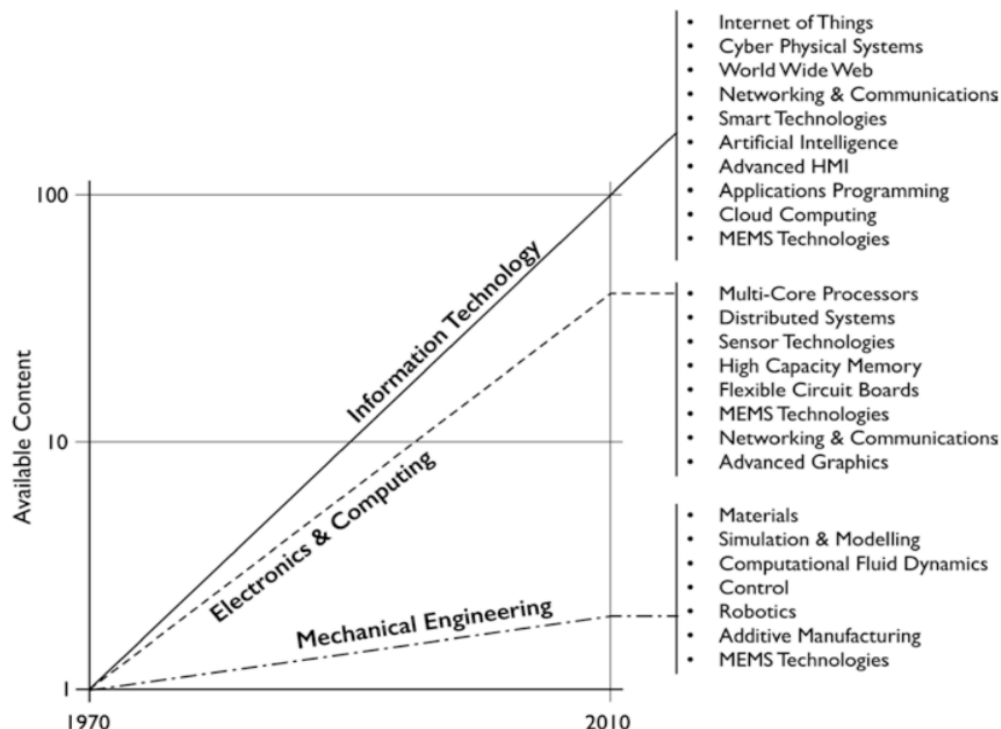 • Internet of Things
• Cyber Physical Systems
• World Wide Web
• Networking & Communications
• Smart Technologies
• Artificial Intelligence
• Advanced HMI
• Applications Programming
• Cloud Computing
• MEMS Technologies
• Multi-Core Processors
• Distributed Systems
• Sensor Technologies
• High Capacity Memory
• Flexible Circuit Boards
• MEMS Technologies
• Networking & Communications
• Advanced Graphics
• Materials
• Simulation & Modelling
• Computational Fluid Dynamics
• Control
• Robotics
• Additive Manufacturing
• MEMS Technologies
100
10
1
Available Content
Information Technology
Electronics & Computing
Mechanical Engineering
1970
2010